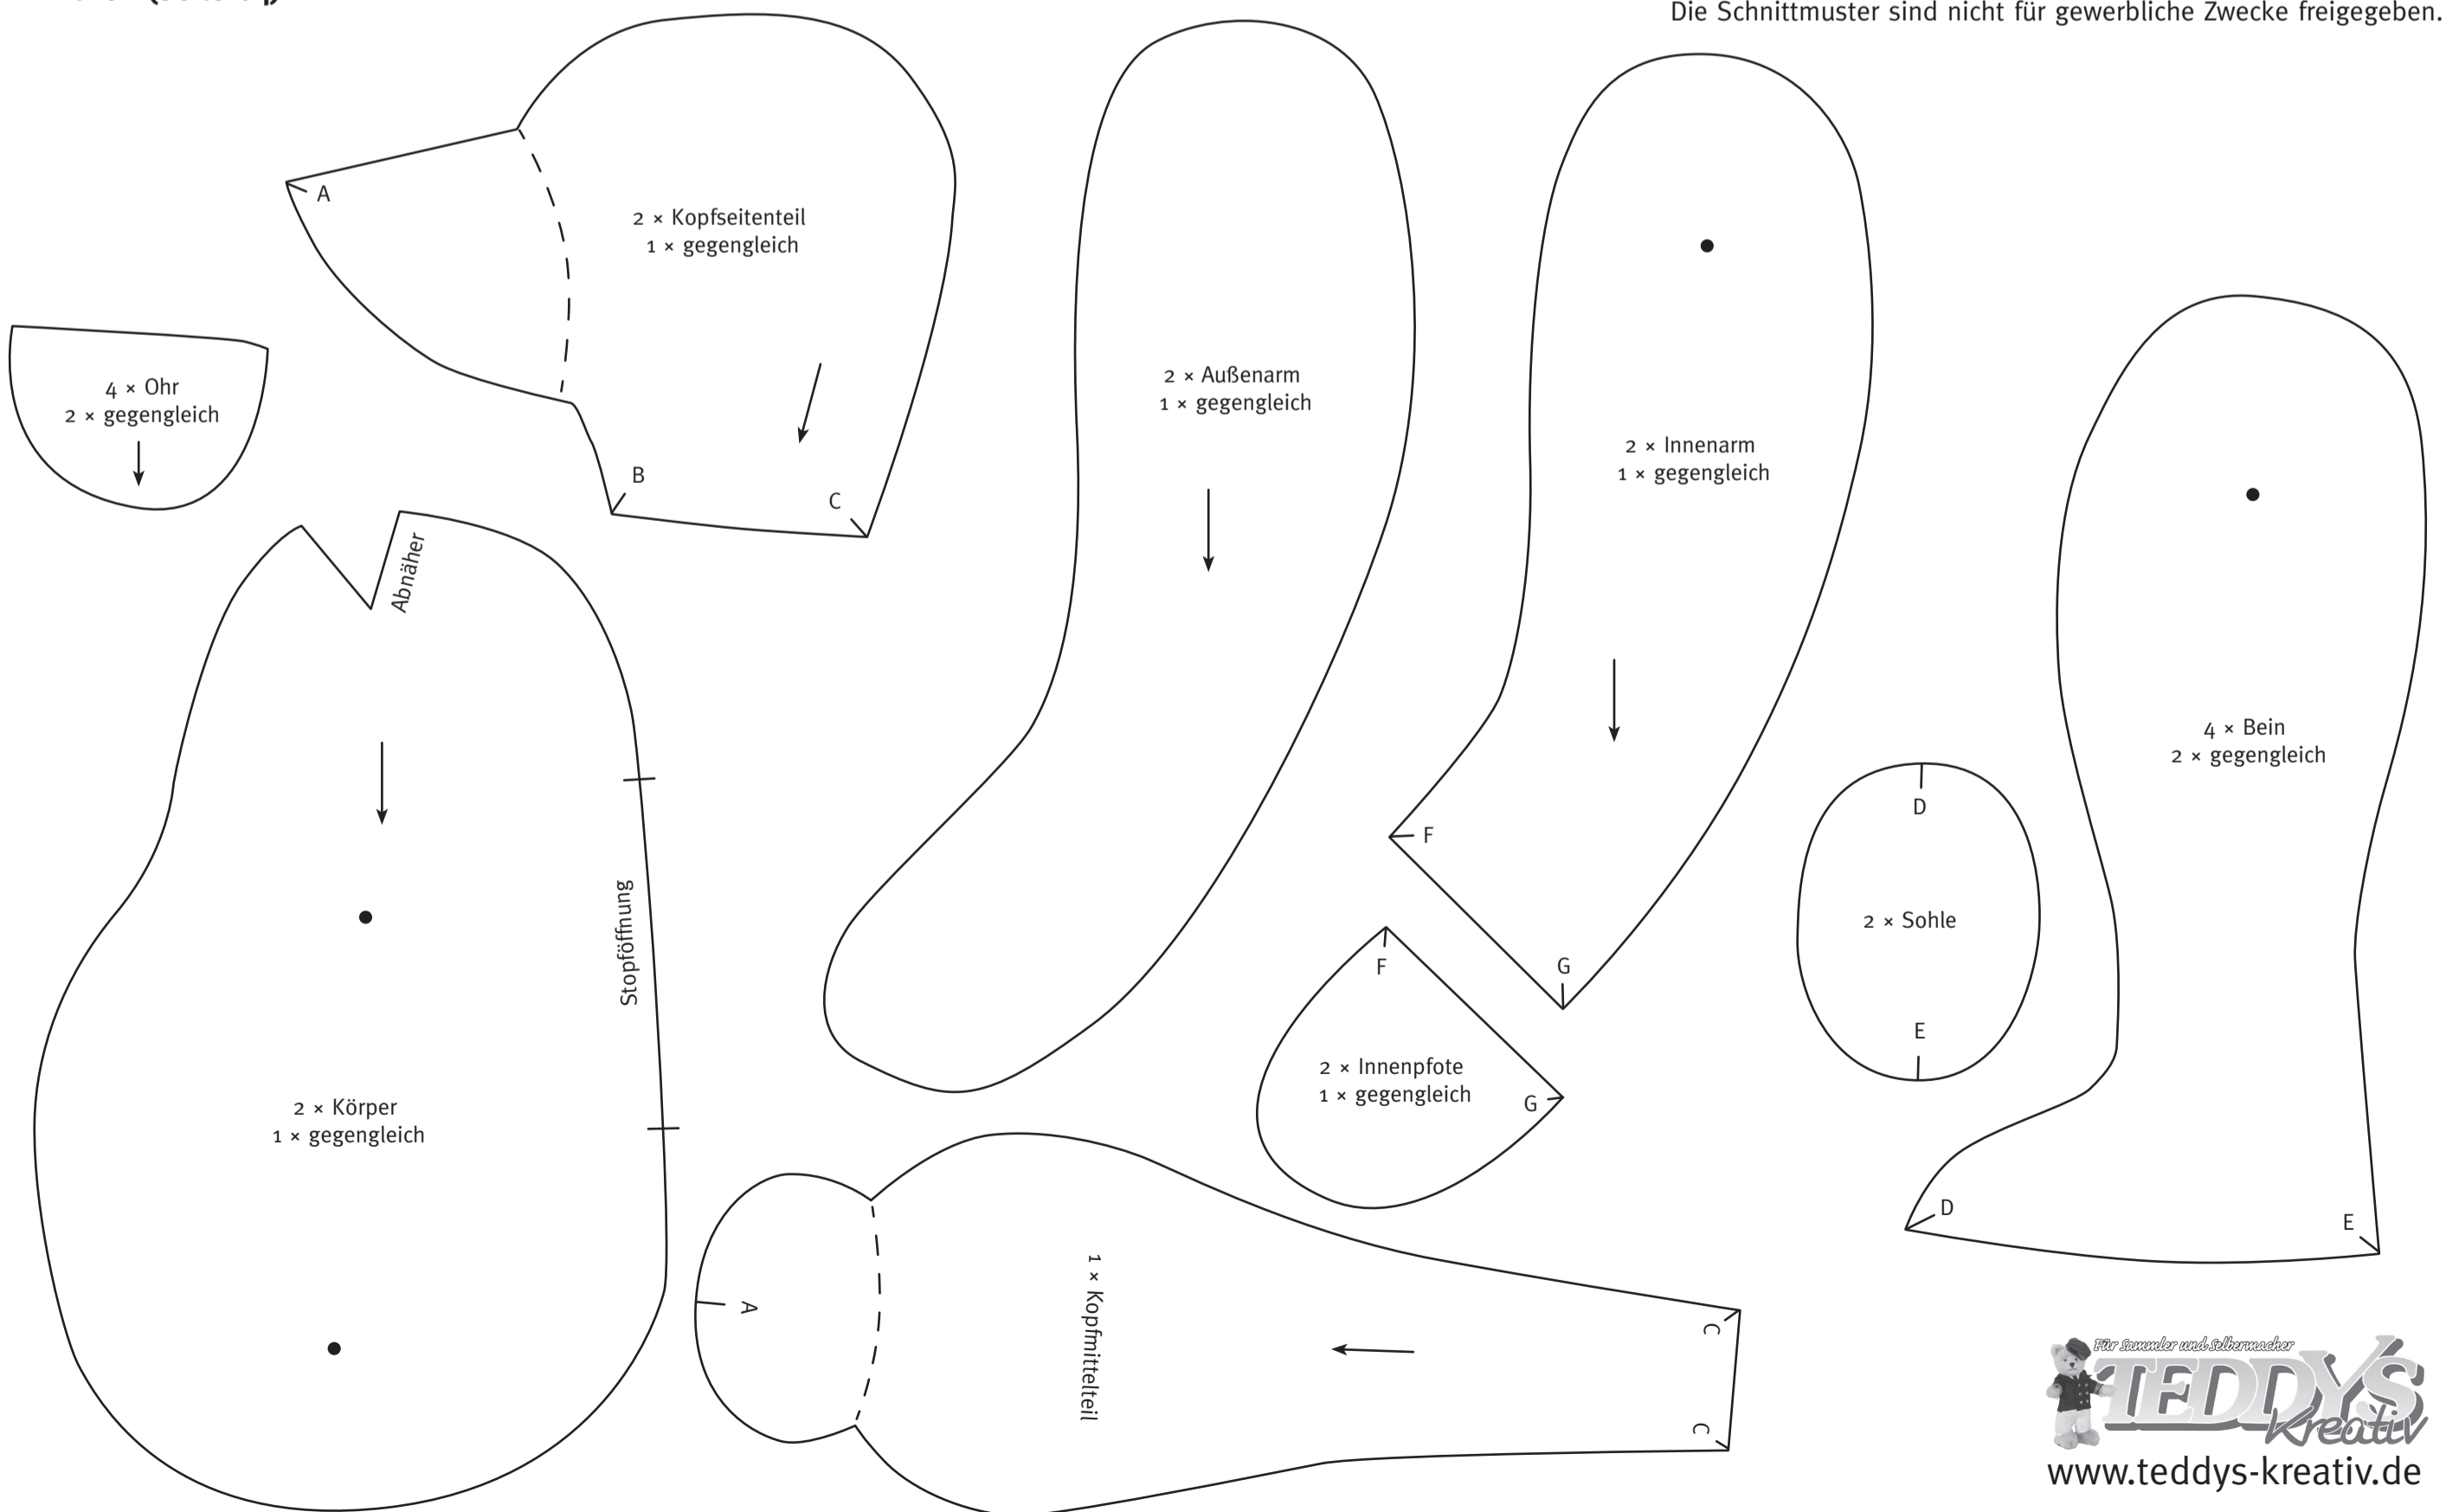 Die Schnittmuster sind nicht für gewerbliche Zwecke freigegeben.
A
2 × Kopfseitenteil
1 × gegengleich
B
C
4 × Ohr
2 × gegengleich
Abnäher
Stopföffnung
2 × Körper
1 × gegengleich
2 × Außenarm
1 × gegengleich
2 × Innenarm
1 × gegengleich
F
G
F
2 × Innenpfote
1 × gegengleich
G
D
2 × Sohle
E
4 × Bein
2 × gegengleich
D
E
A
1 × Kopfmittelteil
C
C
Für Sammler und Selbermacher
TEDDYS
Kreativ
www.teddys-kreativ.de